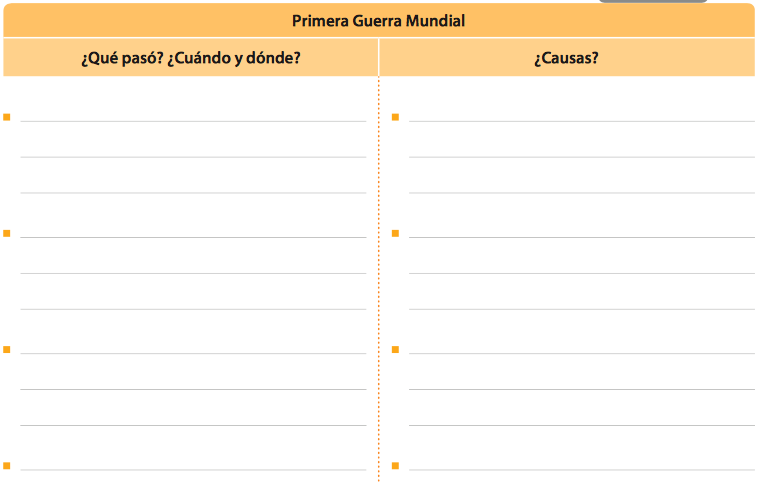 Primera Guerra Mundial
¿Qué pasó? ¿Cuándo y dónde?
¿Causas?